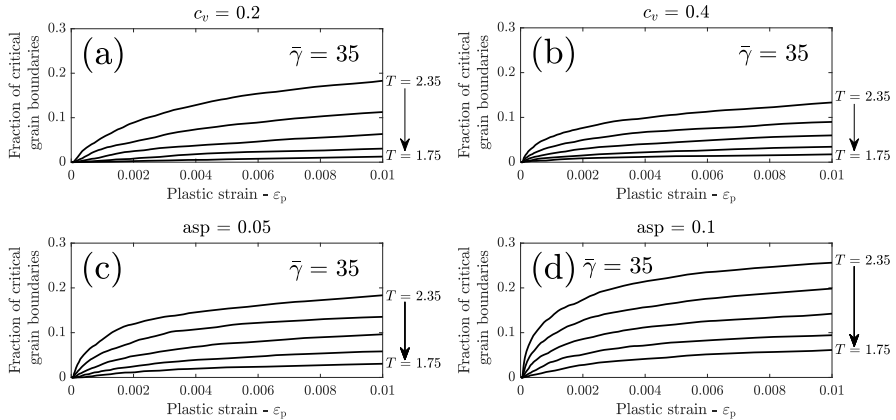 c_v = 0.2
(a)
γ̄ = 35
0.3
0.2
0.1
0
Fraction of critical
grain boundaries
T = 2.35
T = 1.75
0 0.002 0.004 0.006 0.008 0.01
Plastic strain - ε_p
c_v = 0.4
(b)
γ̄ = 35
0.3
0.2
0.1
0
Fraction of critical
grain boundaries
T = 2.35
T = 1.75
0 0.002 0.004 0.006 0.008 0.01
Plastic strain - ε_p
asp = 0.05
(c)
γ̄ = 35
0.3
0.2
0.1
0
Fraction of critical
grain boundaries
T = 2.35
T = 1.75
0 0.002 0.004 0.006 0.008 0.01
Plastic strain - ε_p
asp = 0.1
(d)
γ̄ = 35
0.3
0.2
0.1
0
Fraction of critical
grain boundaries
T = 2.35
T = 1.75
0 0.002 0.004 0.006 0.008 0.01
Plastic strain - ε_p